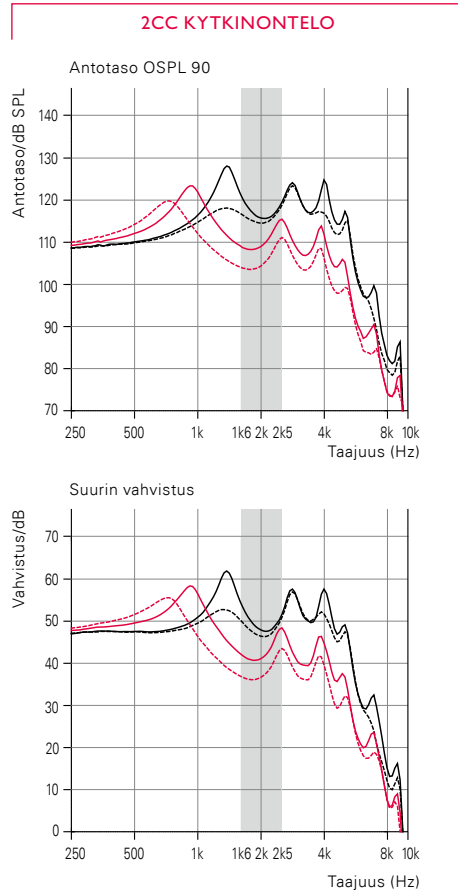 2CC KYTKINONTELO
Antotaso OSPL 90
Antotaso/dB SPL
140
130
120
110
100
90
80
70
250 500 1k 1k6 2k 2k5 4k 8k 10k
Taajuus (Hz)
Suurin vahvistus
Vahvistus/dB
70
60
50
40
30
20
10
0
250 500 1k 1k6 2k 2k5 4k 8k 10k
Taajuus (Hz)